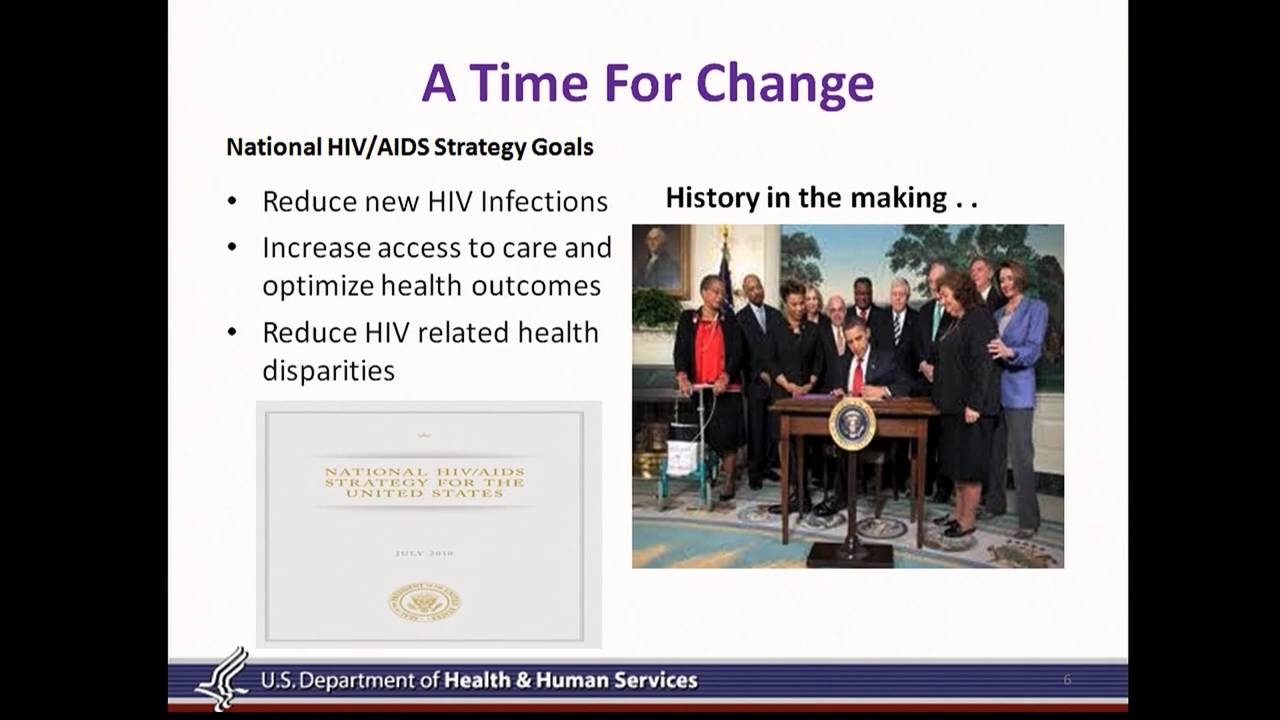 A Time For Change
National HIV/AIDS Strategy Goals
• Reduce new HIV Infections
• Increase access to care and
optimize health outcomes
• Reduce HIV related health
disparities
History in the making . .
NATIONAL HIV/AIDS
STRATEGY FOR THE
UNITED STATES
JULY 2010
U.S. Department of Health & Human Services
6